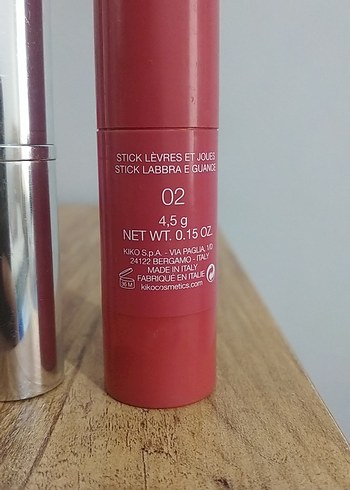 STICK LÈVRES ET JOUES
STICK LABBRA E GUANCE
02
4,5 g
NET WT. 0.15 OZ.
KIKO S.p.A. - VIA PAGLIA, 1/D
24122 BERGAMO - ITALY
MADE IN ITALY
FABRIQUÉ EN ITALIE
kikocosmetics.com
36 M